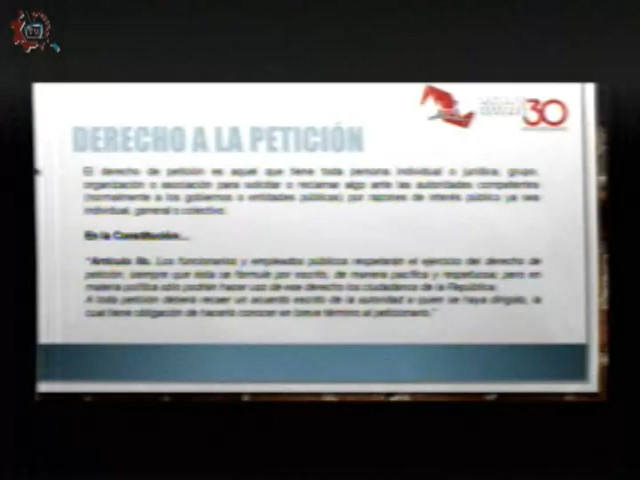 TV
30
DERECHO A LA PETICIÓN
El derecho de petición es aquel que tiene toda persona individual o jurídica, grupo,
organización o asociación para solicitar o reclamar algo ante las autoridades competentes
(normalmente a los gobiernos o entidades públicas) por razones de interés público ya sea
individual, general o colectivo.
En la Constitución...
"Artículo 8o. Los funcionarios y empleados públicos respetarán el ejercicio del derecho de
petición, siempre que ésta se formule por escrito, de manera pacífica y respetuosa; pero en
materia política sólo podrán hacer uso de ese derecho los ciudadanos de la República.
A toda petición deberá recaer un acuerdo escrito de la autoridad a quien se haya dirigido, la
cual tiene obligación de hacerlo conocer en breve término al peticionario."